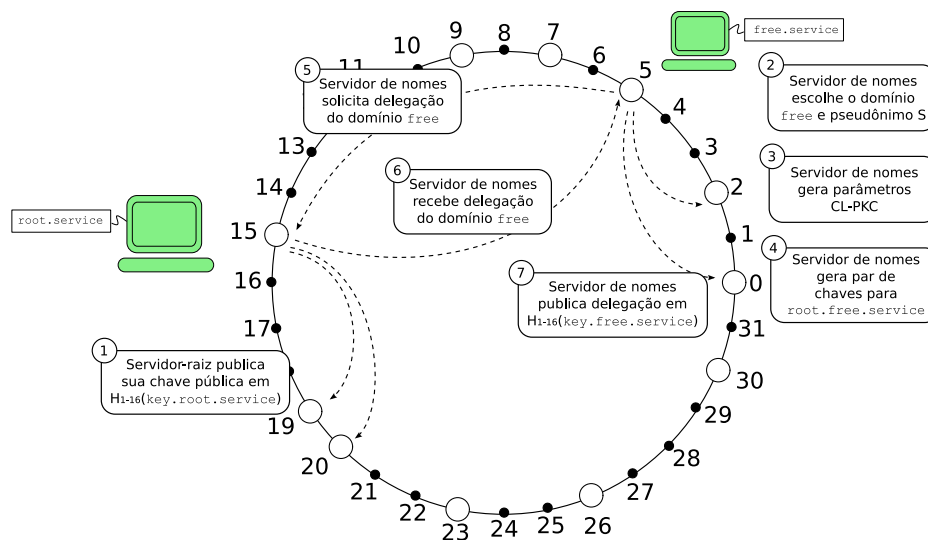 free.service
9
8
7
10
6
11
5
5
Servidor de nomes
solicita delegação
do domínio free
2
Servidor de nomes
escolhe o domínio
free e pseudônimo S
4
13
3
3
Servidor de nomes
gera parâmetros
CL-PKC
6
Servidor de nomes
recebe delegação
do domínio free
14
2
root.service
15
1
4
Servidor de nomes
gera par de
chaves para
root.free.service
16
0
7
Servidor de nomes
publica delegação em
H1-16(key.free.service)
17
31
1
Servidor-raiz publica
sua chave pública em
H1-16(key.root.service)
30
19
29
20
28
21
27
22
26
23
24
25